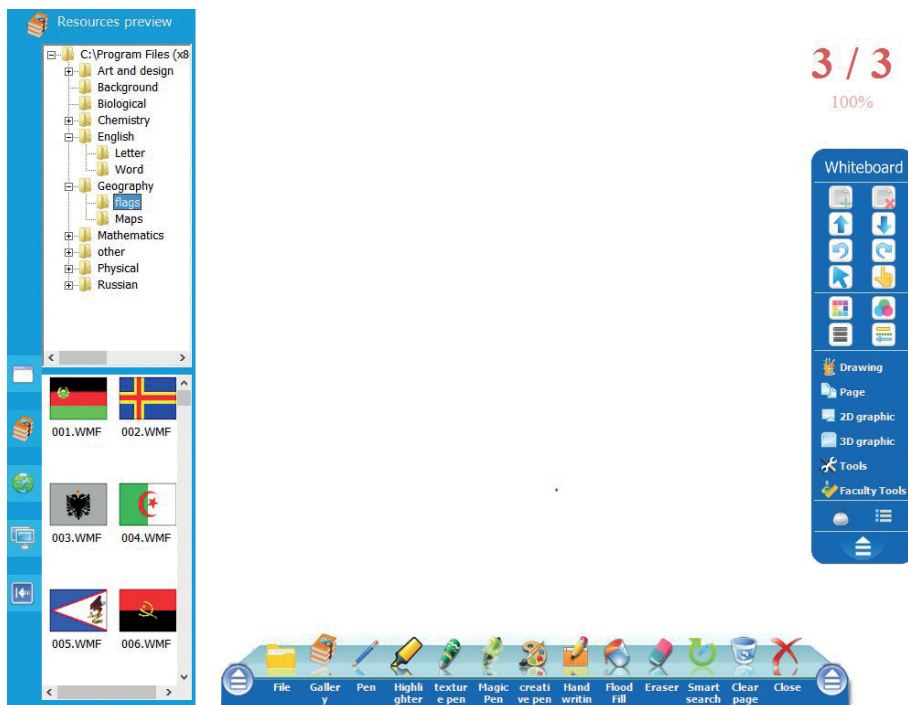 Resources preview
C:\Program Files (x8
Art and design
Background
Biological
Chemistry
English
Letter
Word
Geography
flags
Maps
Mathematics
other
Physical
Russian
001.WMF 002.WMF
003.WMF 004.WMF
005.WMF 006.WMF
3 / 3
100%
Whiteboard
Drawing
Page
2D graphic
3D graphic
Tools
Faculty Tools
File Galler Pen Highli textur Magic creati Hand Flood Eraser Smart Clear Close
y ghter e pen Pen ve pen writin Fill search page